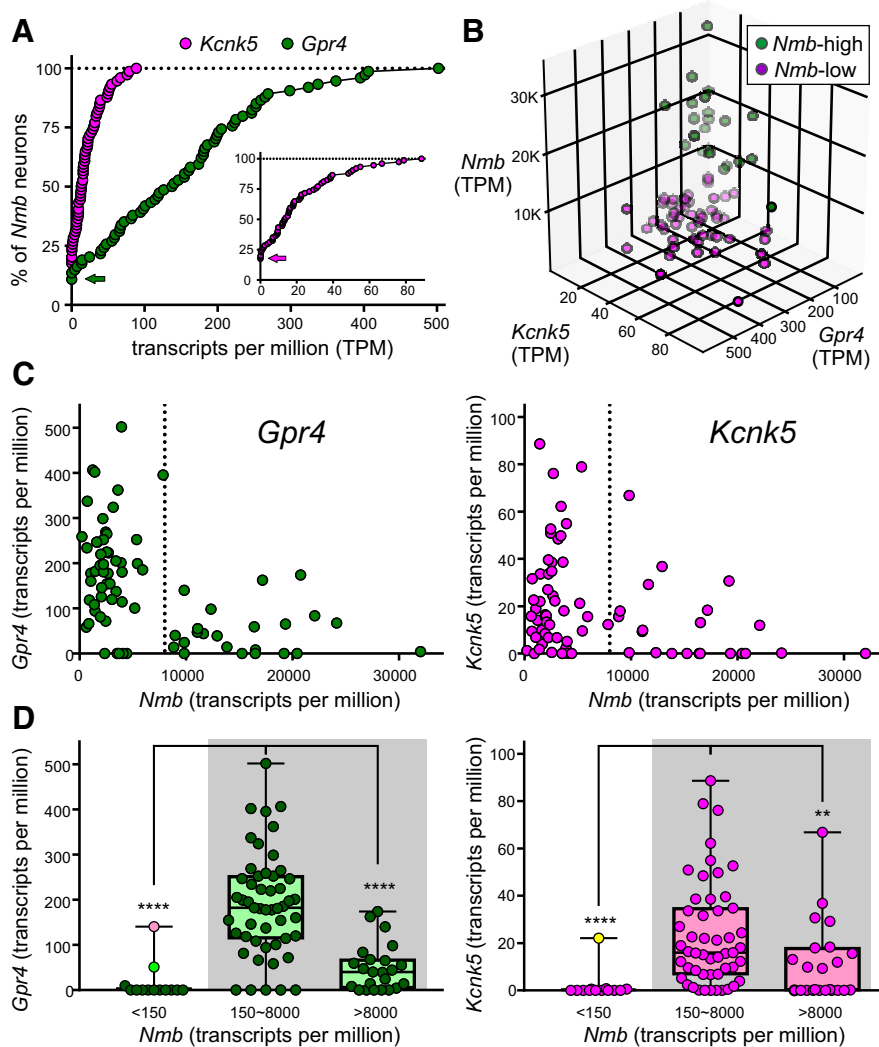 A
Kcnk5 Gpr4
% of Nmb neurons
100
75
50
25
0
0 100 200 300 400 500
transcripts per million (TPM)
100
75
50
25
0
0 20 40 60 80
B
Nmb-high
Nmb-low
Nmb
(TPM)
30K
20K
10K
20
40
60
80
Kcnk5
(TPM)
100
200
300
400
500
Gpr4
(TPM)
C
Gpr4
Gpr4 (transcripts per million)
500
400
300
200
100
0
0 10000 20000 30000
Nmb (transcripts per million)
Kcnk5
Kcnk5 (transcripts per million)
100
80
60
40
20
0
0 10000 20000 30000
Nmb (transcripts per million)
D
Gpr4 (transcripts per million)
500
400
300
200
100
0
**** ****
<150 150-8000 >8000
Nmb (transcripts per million)
Kcnk5 (transcripts per million)
100
80
60
40
20
0
**** **
<150 150-8000 >8000
Nmb (transcripts per million)